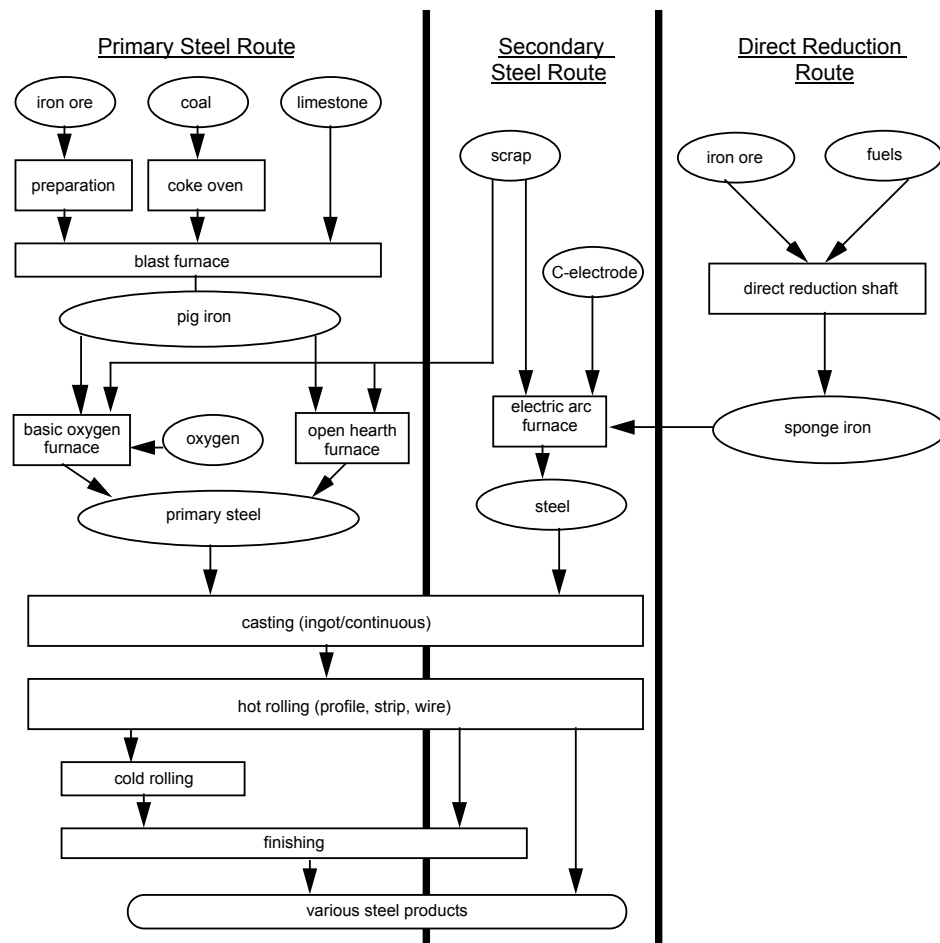 Primary Steel Route
Secondary
Steel Route
Direct Reduction
Route
iron ore
coal
limestone
scrap
iron ore
fuels
preparation
coke oven
blast furnace
C-electrode
direct reduction shaft
pig iron
basic oxygen
furnace
oxygen
open hearth
furnace
electric arc
furnace
sponge iron
primary steel
steel
casting (ingot/continuous)
hot rolling (profile, strip, wire)
cold rolling
finishing
various steel products